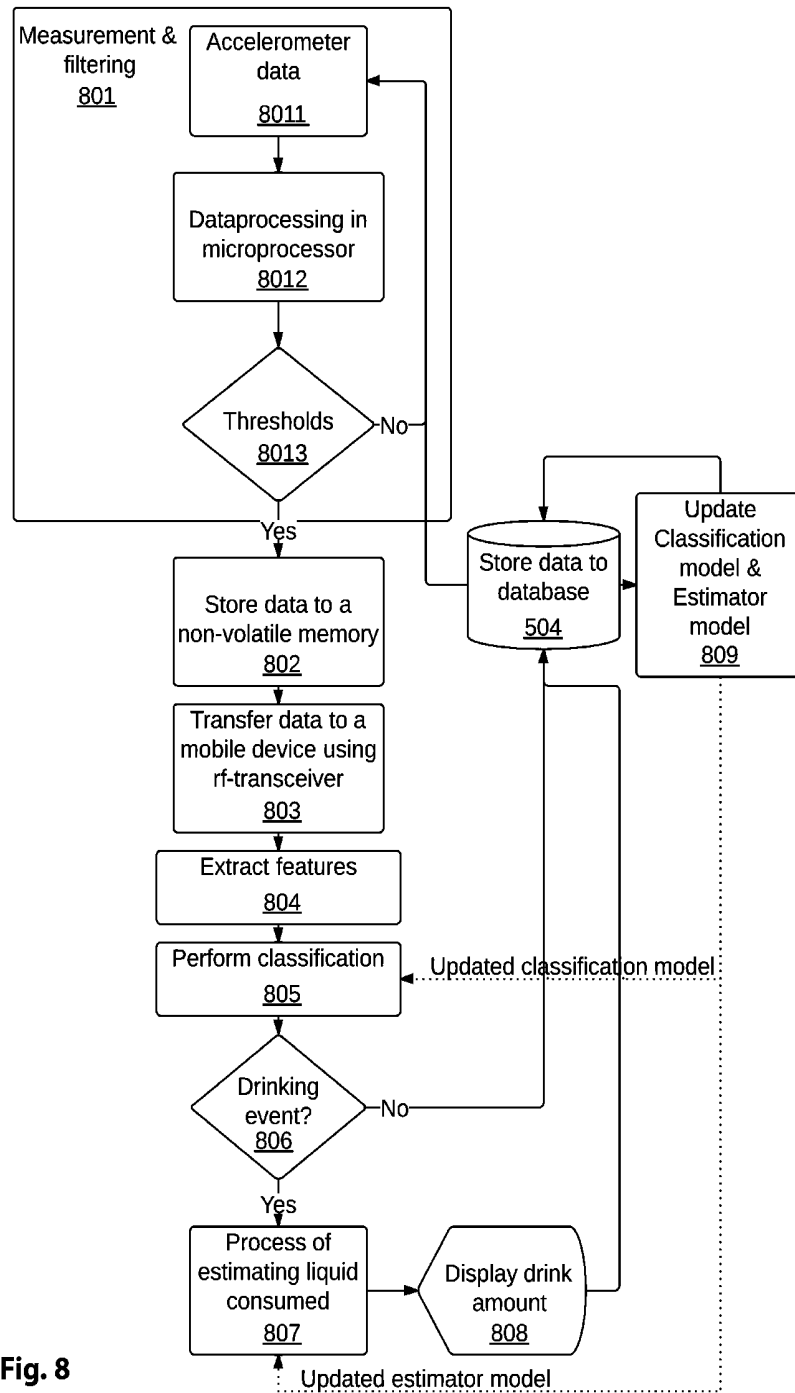 Measurement &
filtering
801
Accelerometer
data
8011
Dataprocessing in
microprocessor
8012
Thresholds
8013
No
Yes
Store data to a
non-volatile memory
802
Transfer data to a
mobile device using
rf-transceiver
803
Extract features
804
Perform classification
805
Drinking
event?
806
No
Yes
Process of
estimating liquid
consumed
807
Display drink
amount
808
Store data to
database
504
Update
Classification
model &
Estimator
model
809
Updated classification model
Updated estimator model
Fig. 8